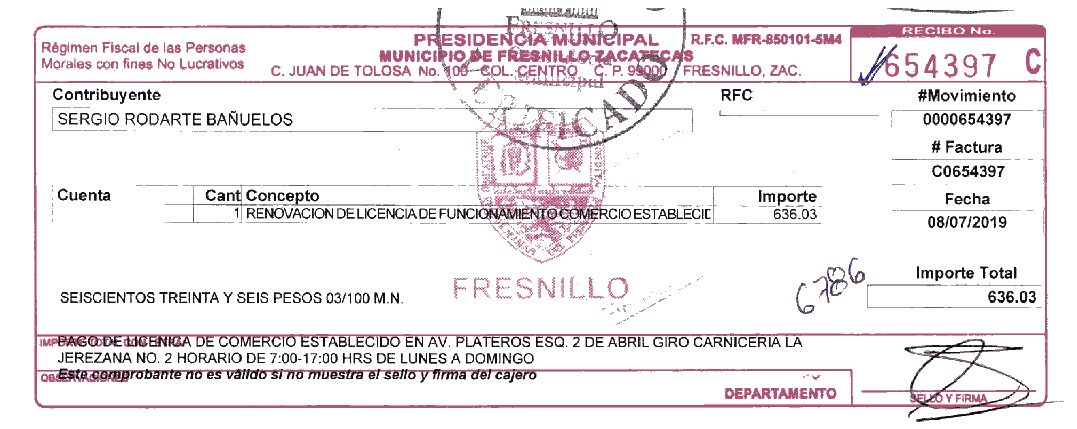 RECIBO No.
Régimen Fiscal de las Personas
Morales con fines No Lucrativos
PRESIDENCIA MUNICIPAL
MUNICIPIO DE FRESNILLO ZACATECAS
C. JUAN DE TOLOSA No. 100 COL. CENTRO C. P. 99000 FRESNILLO, ZAC.
R.F.C. MFR-850101-5M4
654397 C
FRESNILLO
CERTIFICADO
Contribuyente
SERGIO RODARTE BAÑUELOS
RFC
#Movimiento
0000654397
# Factura
C0654397
Fecha
08/07/2019
Cuenta Cant Concepto Importe
1 RENOVACION DE LICENCIA DE FUNCIONAMIENTO COMERCIO ESTABLECID 636.03
FRESNILLO
SEISCIENTOS TREINTA Y SEIS PESOS 03/100 M.N.
6786
Importe Total
636.03
PAGO DE LICENICA DE COMERCIO ESTABLECIDO EN AV. PLATEROS ESQ. 2 DE ABRIL GIRO CARNICERIA LA
JEREZANA NO. 2 HORARIO DE 7:00-17:00 HRS DE LUNES A DOMINGO
Este comprobante no es válido si no muestra el sello y firma del cajero
OBSERVACIONES
DEPARTAMENTO
SELLO Y FIRMA